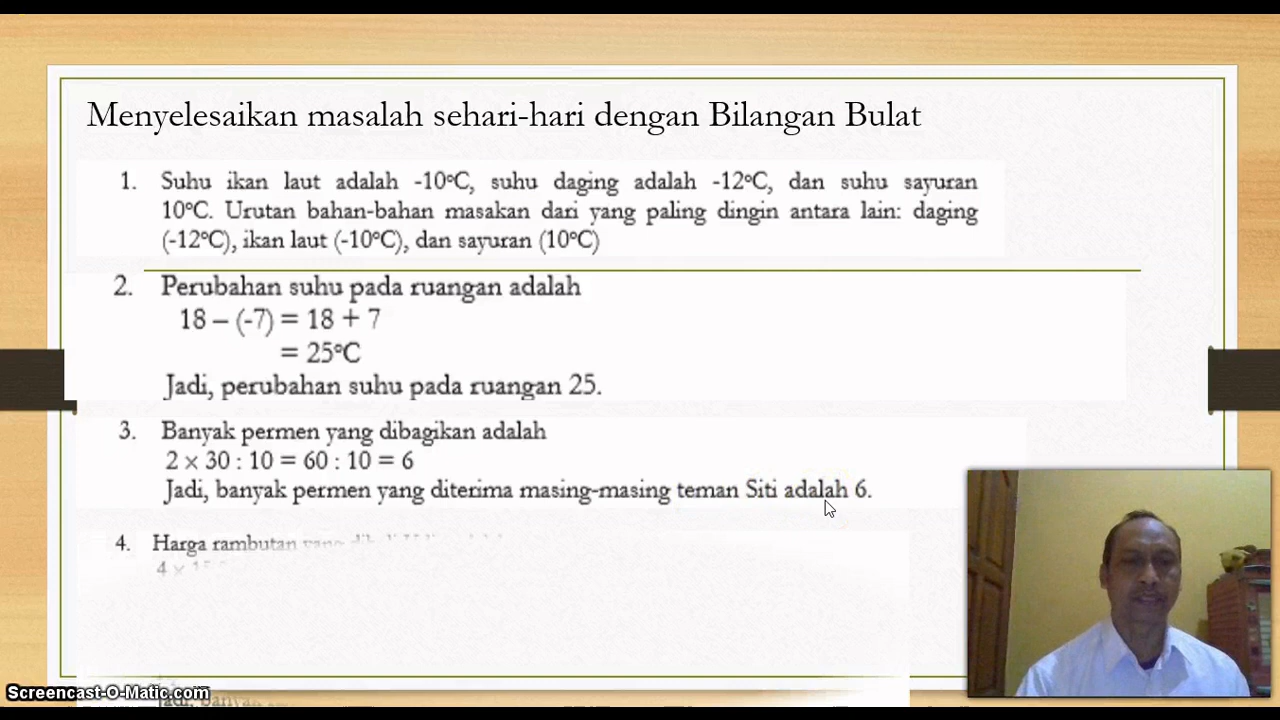 Menyelesaikan masalah sehari-hari dengan Bilangan Bulat
1. Suhu ikan laut adalah -10°C, suhu daging adalah -12°C, dan suhu sayuran
10°C. Urutan bahan-bahan masakan dari yang paling dingin antara lain: daging
(-12°C), ikan laut (-10°C), dan sayuran (10°C)
2. Perubahan suhu pada ruangan adalah
18 – (-7) = 18 + 7
= 25°C
Jadi, perubahan suhu pada ruangan 25.
3. Banyak permen yang dibagikan adalah
2 × 30 : 10 = 60 : 10 = 6
Jadi, banyak permen yang diterima masing-masing teman Siti adalah 6.
4. Harga rambutan yang
4 ×
Jadi, banyak
Screencast-O-Matic.com